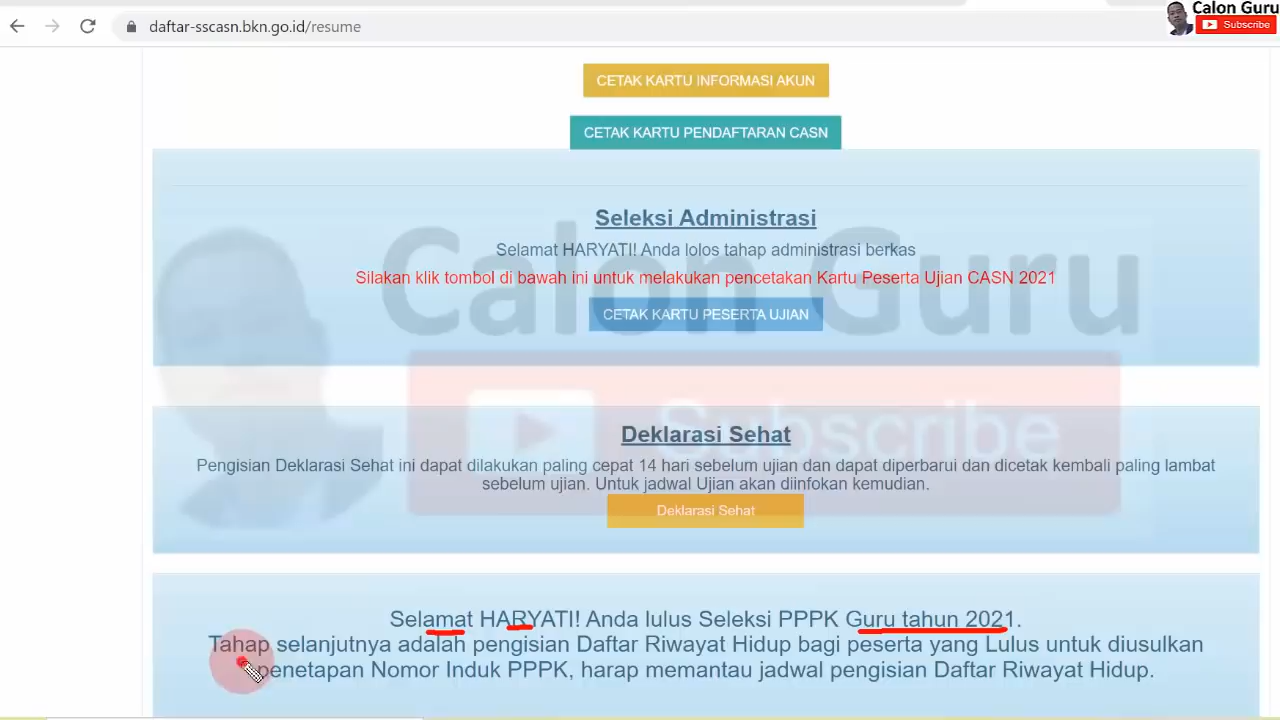 daftar-sscasn.bkn.go.id/resume
Calon Guru
Subscribe
CETAK KARTU INFORMASI AKUN
CETAK KARTU PENDAFTARAN CASN
Seleksi Administrasi
Selamat HARYATI! Anda lolos tahap administrasi berkas
Silakan klik tombol di bawah ini untuk melakukan pencetakan Kartu Peserta Ujian CASN 2021
CETAK KARTU PESERTA UJIAN
Calon Guru
Subscribe
Deklarasi Sehat
Pengisian Deklarasi Sehat ini dapat dilakukan paling cepat 14 hari sebelum ujian dan dapat diperbarui dan dicetak kembali paling lambat
sebelum ujian. Untuk jadwal Ujian akan diinfokan kemudian.
Deklarasi Sehat
Selamat HARYATI! Anda lulus Seleksi PPPK Guru tahun 2021.
Tahap selanjutnya adalah pengisian Daftar Riwayat Hidup bagi peserta yang Lulus untuk diusulkan
penetapan Nomor Induk PPPK, harap memantau jadwal pengisian Daftar Riwayat Hidup.